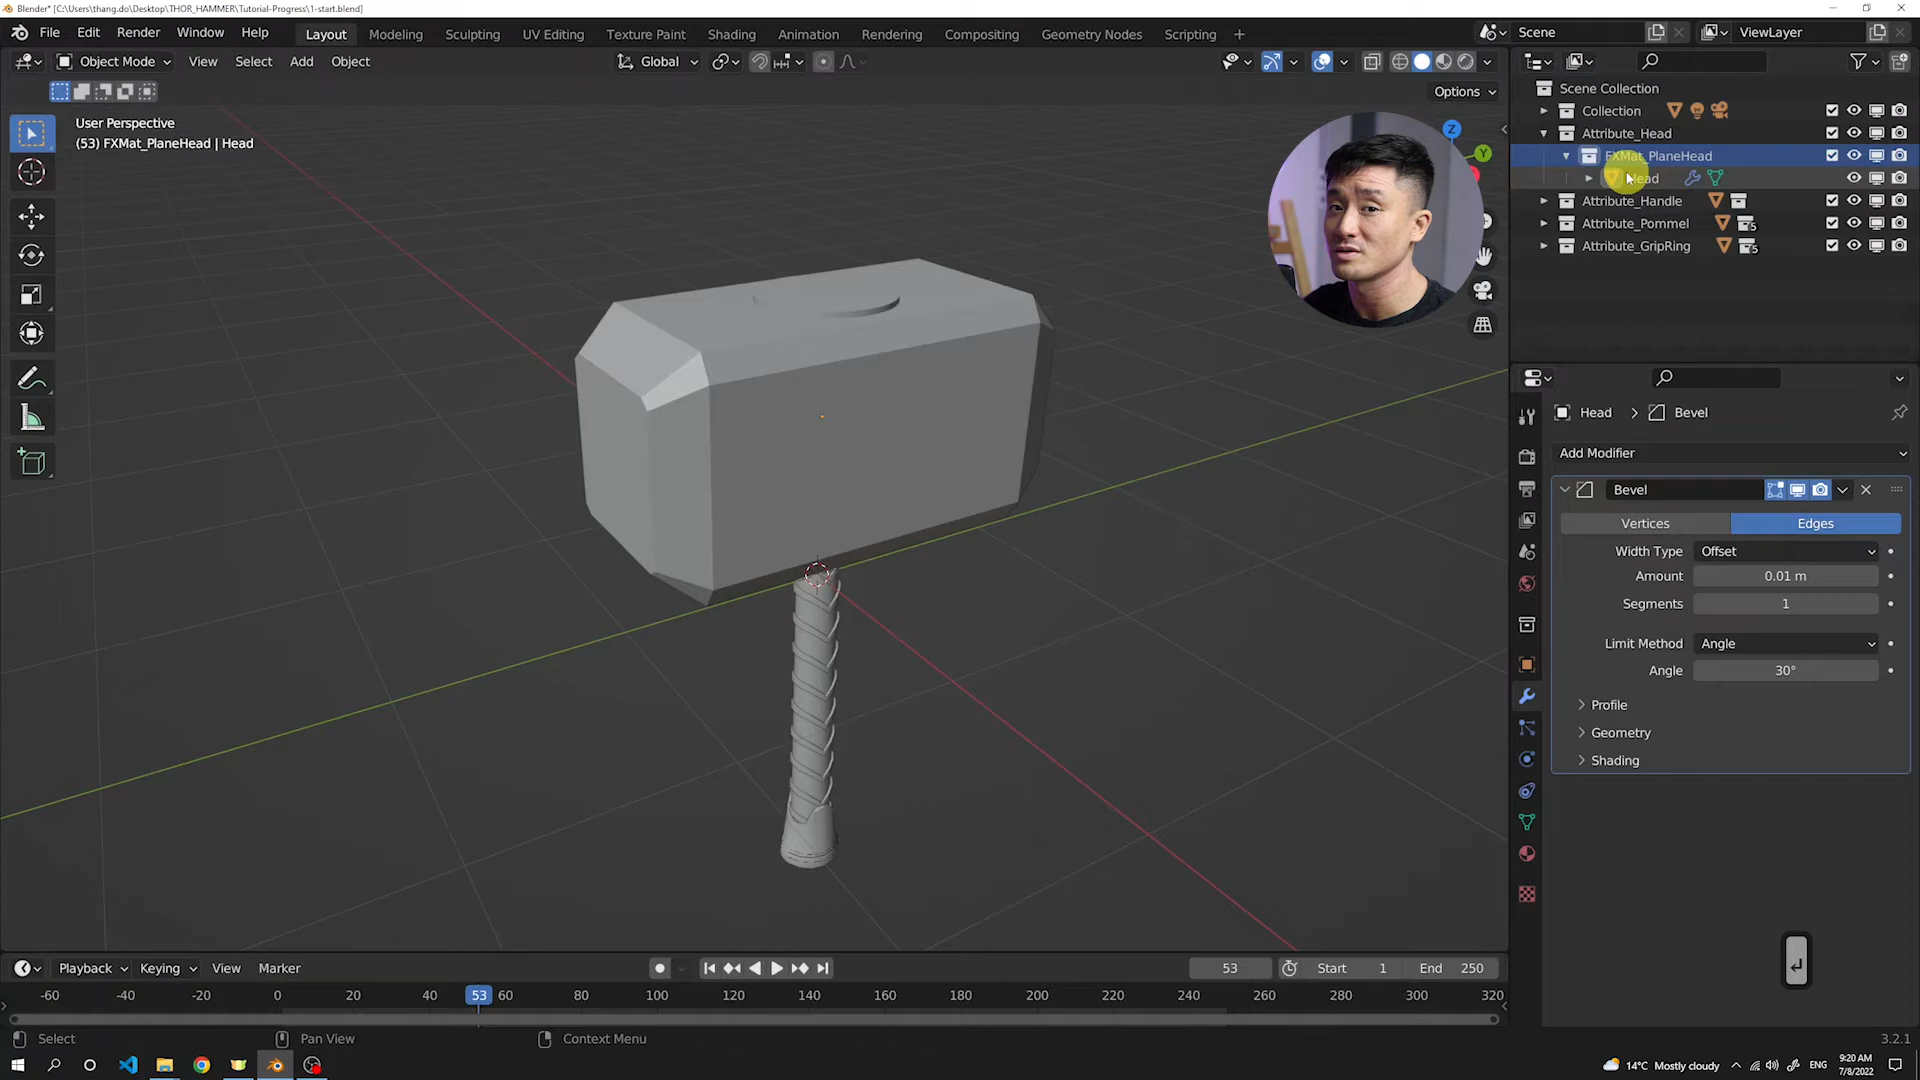 Blender* [C:\Users\thang.do\Desktop\THOR_HAMMER\Tutorial-Progress\1-start.blend]
File Edit Render Window Help Layout Modeling Sculpting UV Editing Texture Paint Shading Animation Rendering Compositing Geometry Nodes Scripting + Scene ViewLayer
Object Mode View Select Add Object Global
Options
User Perspective
(53) FXMat_PlaneHead | Head
Z
Y
Scene Collection
Collection
Attribute_Head
FXMat_PlaneHead
Head
Attribute_Handle
Attribute_Pommel 5
Attribute_GripRing 5
Head > Bevel
Add Modifier
Bevel
Vertices Edges
Width Type Offset
Amount 0.01 m
Segments 1
Limit Method Angle
Angle 30°
Profile
Geometry
Shading
Playback Keying View Marker 53 Start 1 End 250
-60 -40 -20 0 20 40 53 60 80 100 120 140 160 180 200 220 240 260 280 300 320
Select Pan View Context Menu 3.2.1
14°C Mostly cloudy ENG 9:20 AM
7/8/2022